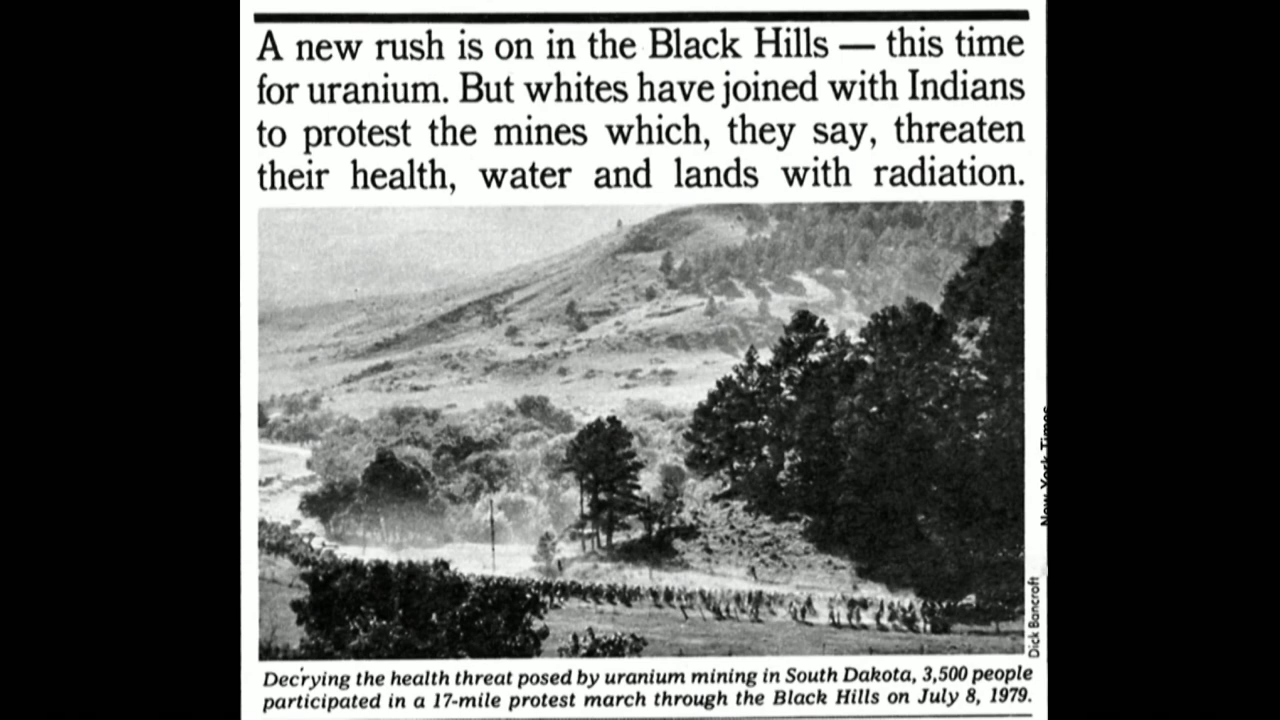 A new rush is on in the Black Hills — this time
for uranium. But whites have joined with Indians
to protest the mines which, they say, threaten
their health, water and lands with radiation.
New York Times
Dick Bancroft
Decrying the health threat posed by uranium mining in South Dakota, 3,500 people
participated in a 17-mile protest march through the Black Hills on July 8, 1979.